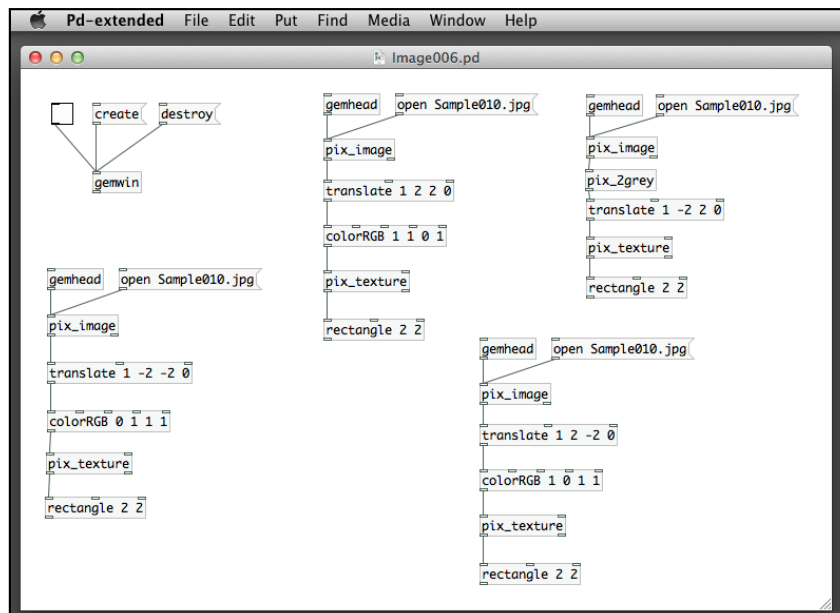 Pd-extended File Edit Put Find Media Window Help
Image006.pd
create destroy
gemwin
gemhead open Sample010.jpg
pix_image
translate 1 2 2 0
colorRGB 1 1 0 1
pix_texture
rectangle 2 2
gemhead open Sample010.jpg
pix_image
pix_2grey
translate 1 -2 2 0
pix_texture
rectangle 2 2
gemhead open Sample010.jpg
pix_image
translate 1 -2 -2 0
colorRGB 0 1 1 1
pix_texture
rectangle 2 2
gemhead open Sample010.jpg
pix_image
translate 1 2 -2 0
colorRGB 1 0 1 1
pix_texture
rectangle 2 2